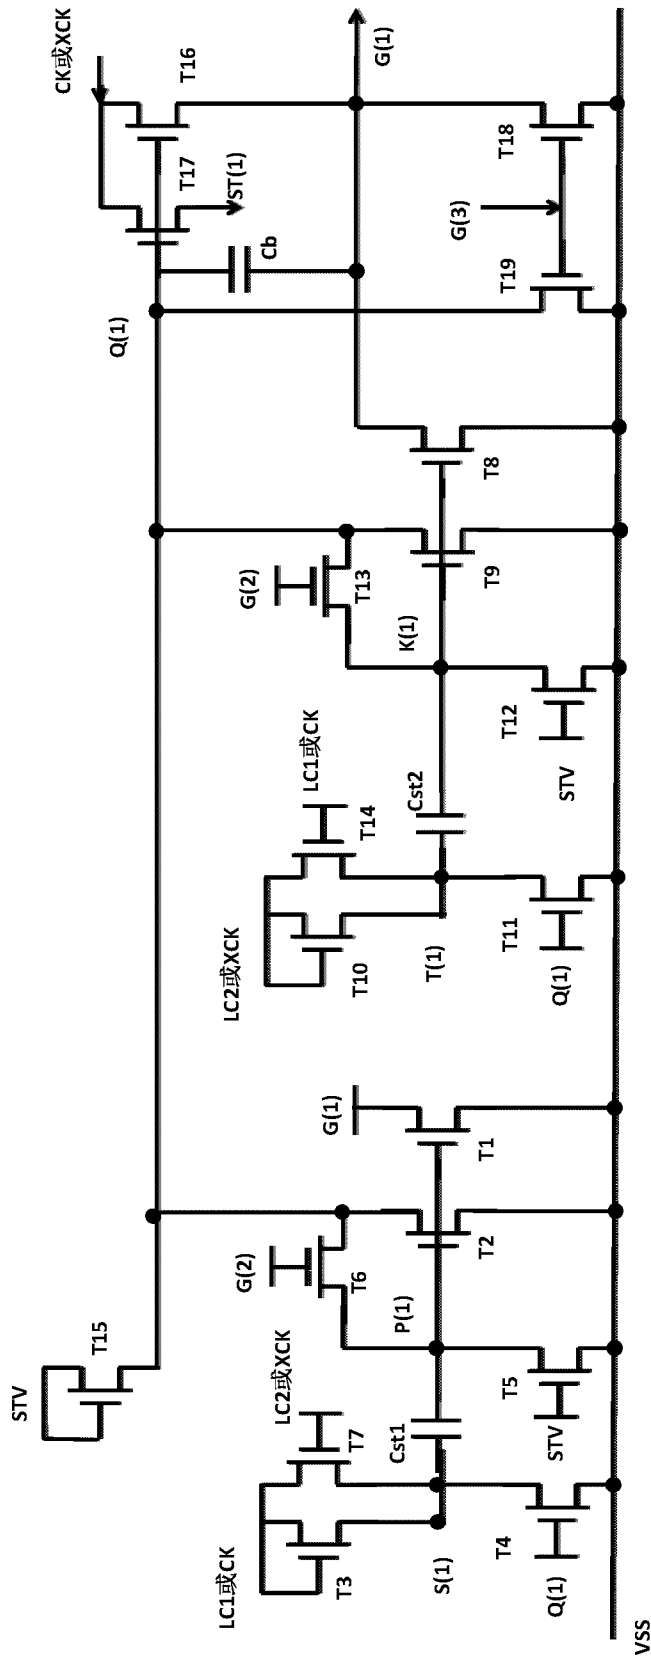 STV
T15
Q(1)
CK或XCK
T16
T17
ST(1)
Cb
G(1)
LC1或CK
T3
LC2或XCK
T7
S(1)
Cst1
G(2)
T6
P(1)
T2
G(1)
T1
Q(1)
T4
STV
T5
LC2或XCK
T10
LC1或CK
T14
T(1)
Cst2
G(2)
T13
K(1)
T9
T8
Q(1)
T11
STV
T12
T19
G(3)
T18
VSS